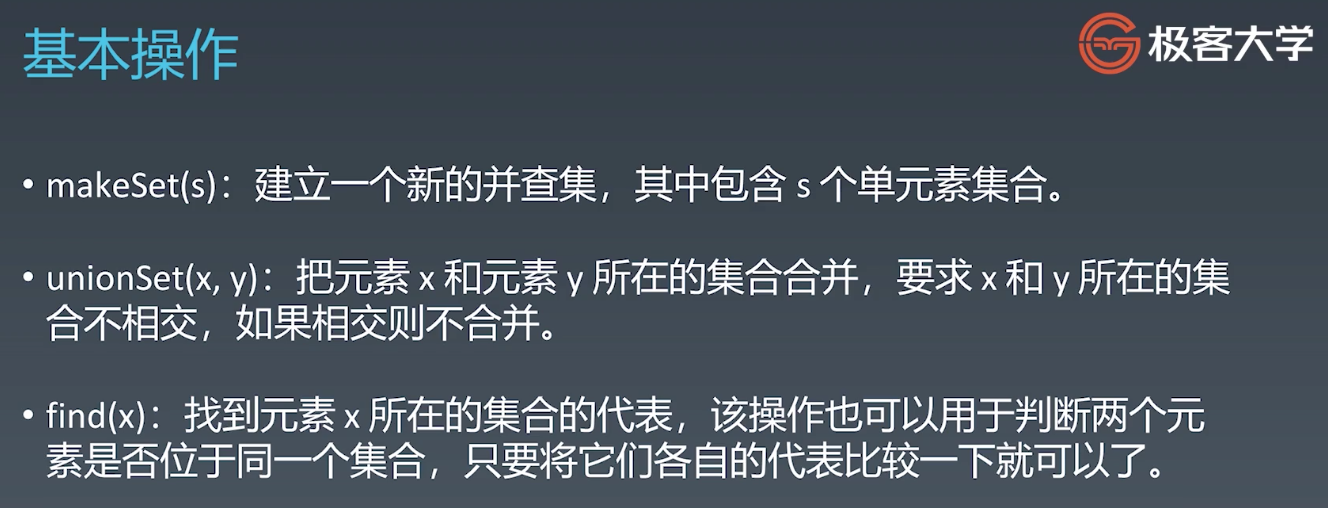 基本操作
极客大学
• makeSet(s)：建立一个新的并查集，其中包含 s 个单元素集合。
• unionSet(x, y)：把元素 x 和元素 y 所在的集合合并，要求 x 和 y 所在的集
合不相交，如果相交则不合并。
• find(x)：找到元素 x 所在的集合的代表，该操作也可以用于判断两个元
素是否位于同一个集合，只要将它们各自的代表比较一下就可以了。